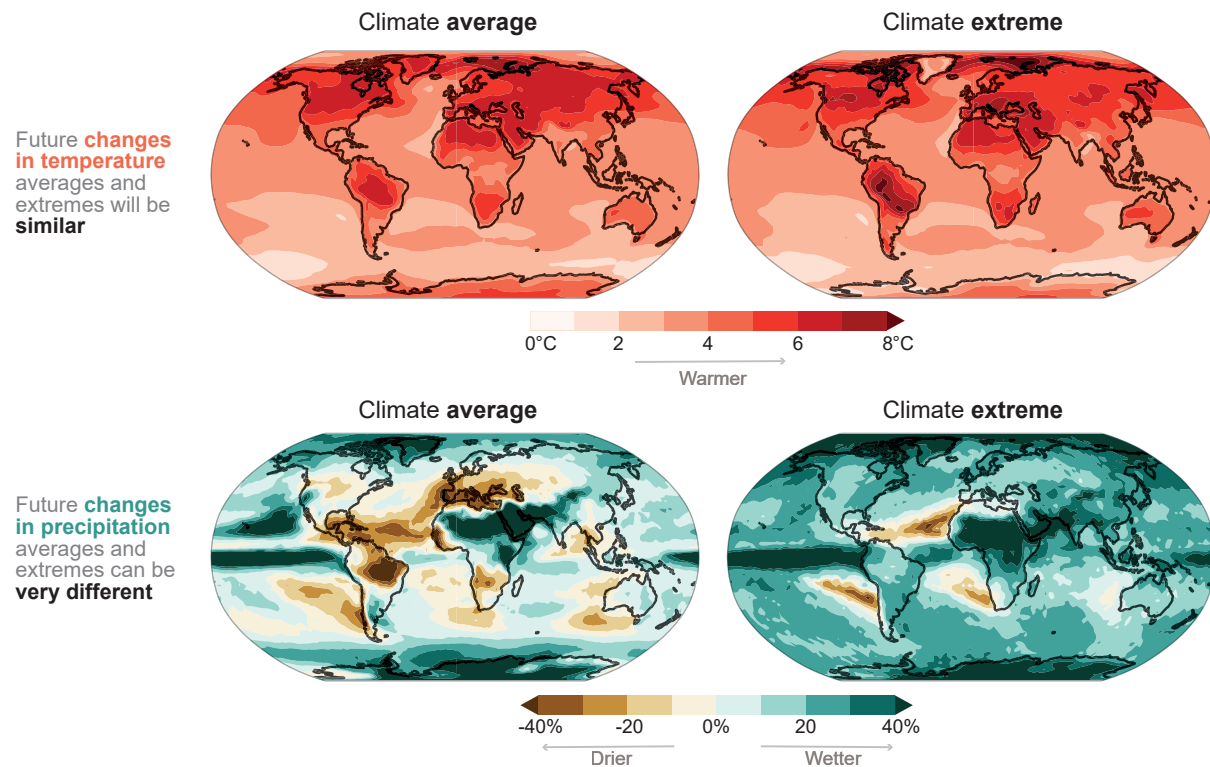 Climate average
Climate extreme
Future changes
in temperature
averages and
extremes will be
similar
0°C 2 4 6 8°C
Warmer
Climate average
Climate extreme
Future changes
in precipitation
averages and
extremes can be
very different
-40% -20 0% 20 40%
Drier Wetter